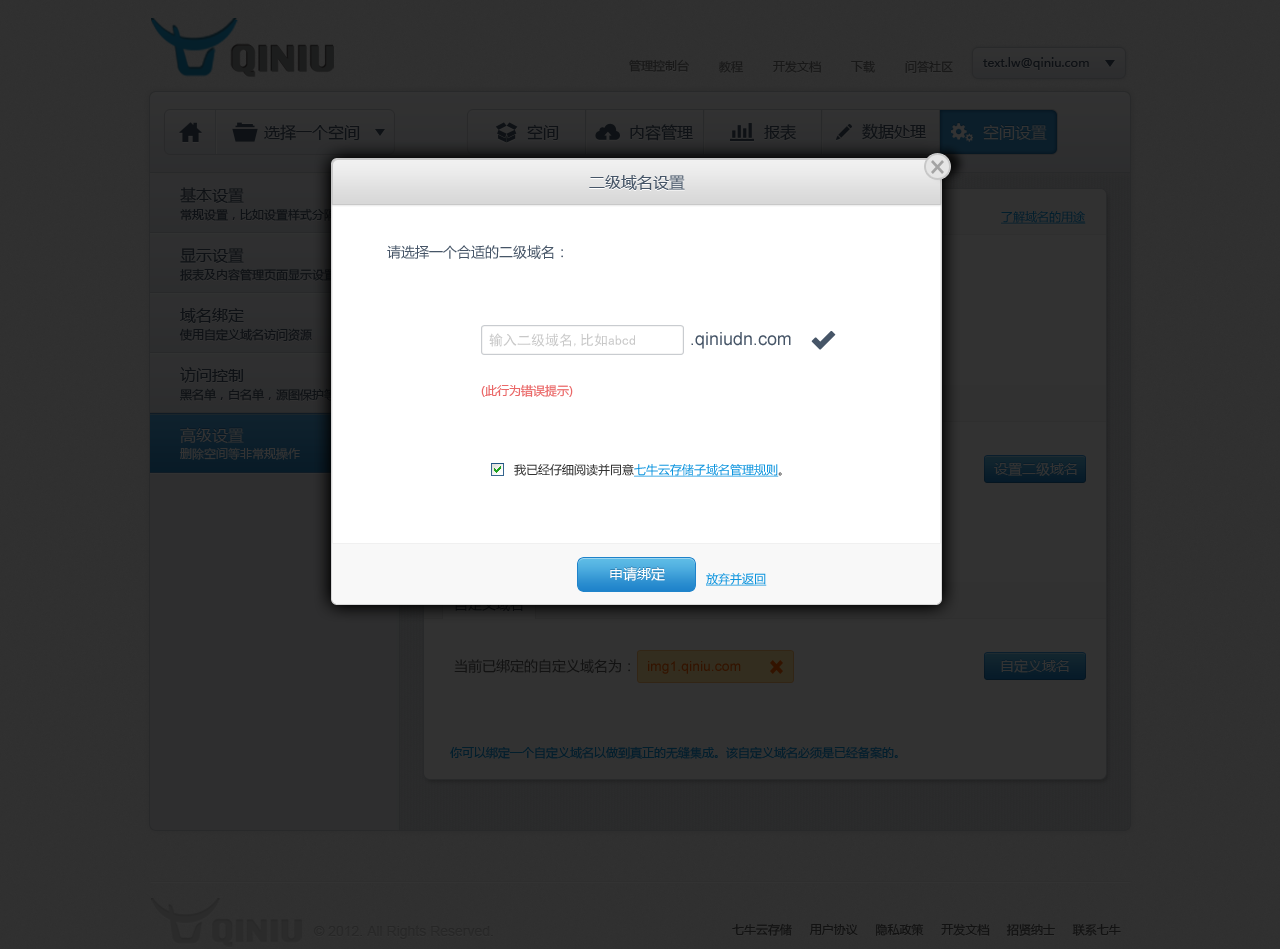 QINIU
管理控制台 教程 开发文档 下载 问答社区 text.lw@qiniu.com
选择一个空间 空间 内容管理 报表 数据处理 空间设置
二级域名设置
基本设置
常规设置，比如设置样式分
了解域名的用途
显示设置
报表及内容管理页面显示设
请选择一个合适的二级域名：
域名绑定
使用自定义域名访问资源
输入二级域名, 比如abcd .qiniudn.com
访问控制
黑名单，白名单，源图保护
(此行为错误提示)
高级设置
删除空间等非常规操作
我已经仔细阅读并同意七牛云存储子域名管理规则。
设置二级域名
申请绑定 放弃并返回
自定义域名
当前已绑定的自定义域名为： img1.qiniu.com 自定义域名
你可以绑定一个自定义域名以做到真正的无缝集成。该自定义域名必须是已经备案的。
QINIU © 2012. All Rights Reserved. 七牛云存储 用户协议 隐私政策 开发文档 招贤纳士 联系七牛